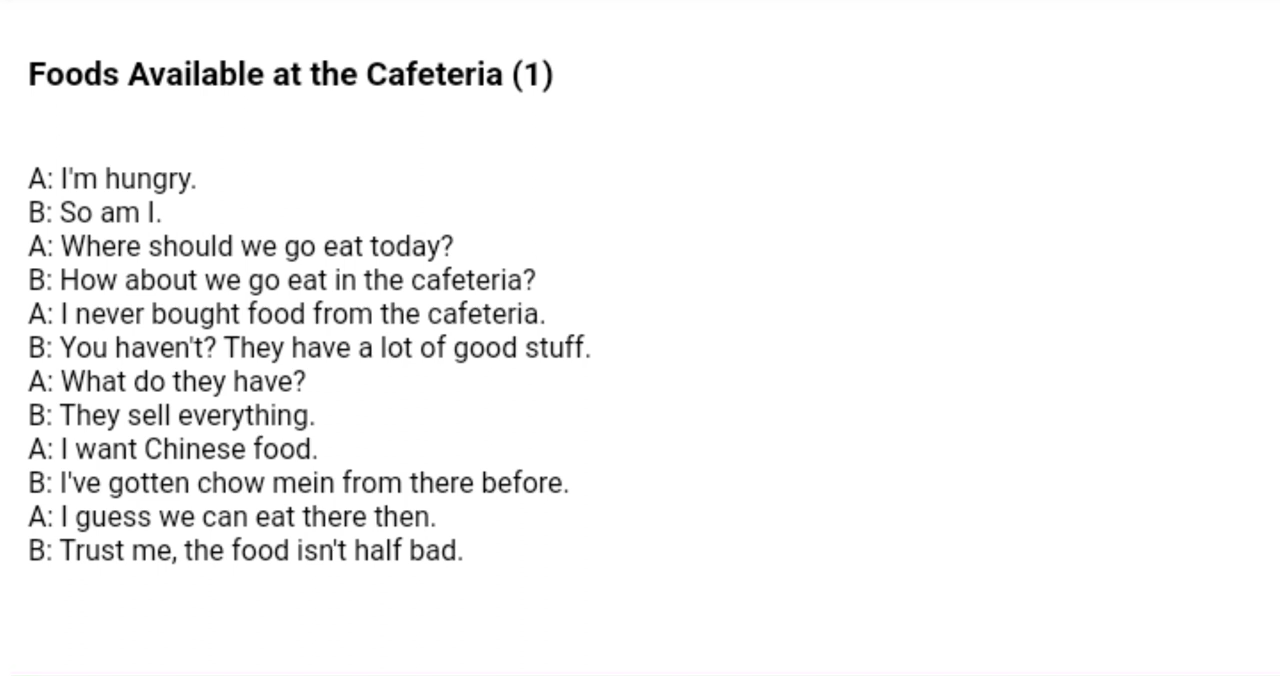 Foods Available at the Cafeteria (1)
A: I'm hungry.
B: So am I.
A: Where should we go eat today?
B: How about we go eat in the cafeteria?
A: I never bought food from the cafeteria.
B: You haven't? They have a lot of good stuff.
A: What do they have?
B: They sell everything.
A: I want Chinese food.
B: I've gotten chow mein from there before.
A: I guess we can eat there then.
B: Trust me, the food isn't half bad.